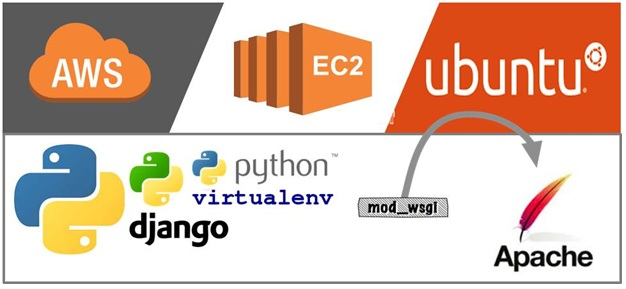 AWS
EC2
ubuntu®
python™
virtualenv
django
mod_wsgi
Apache